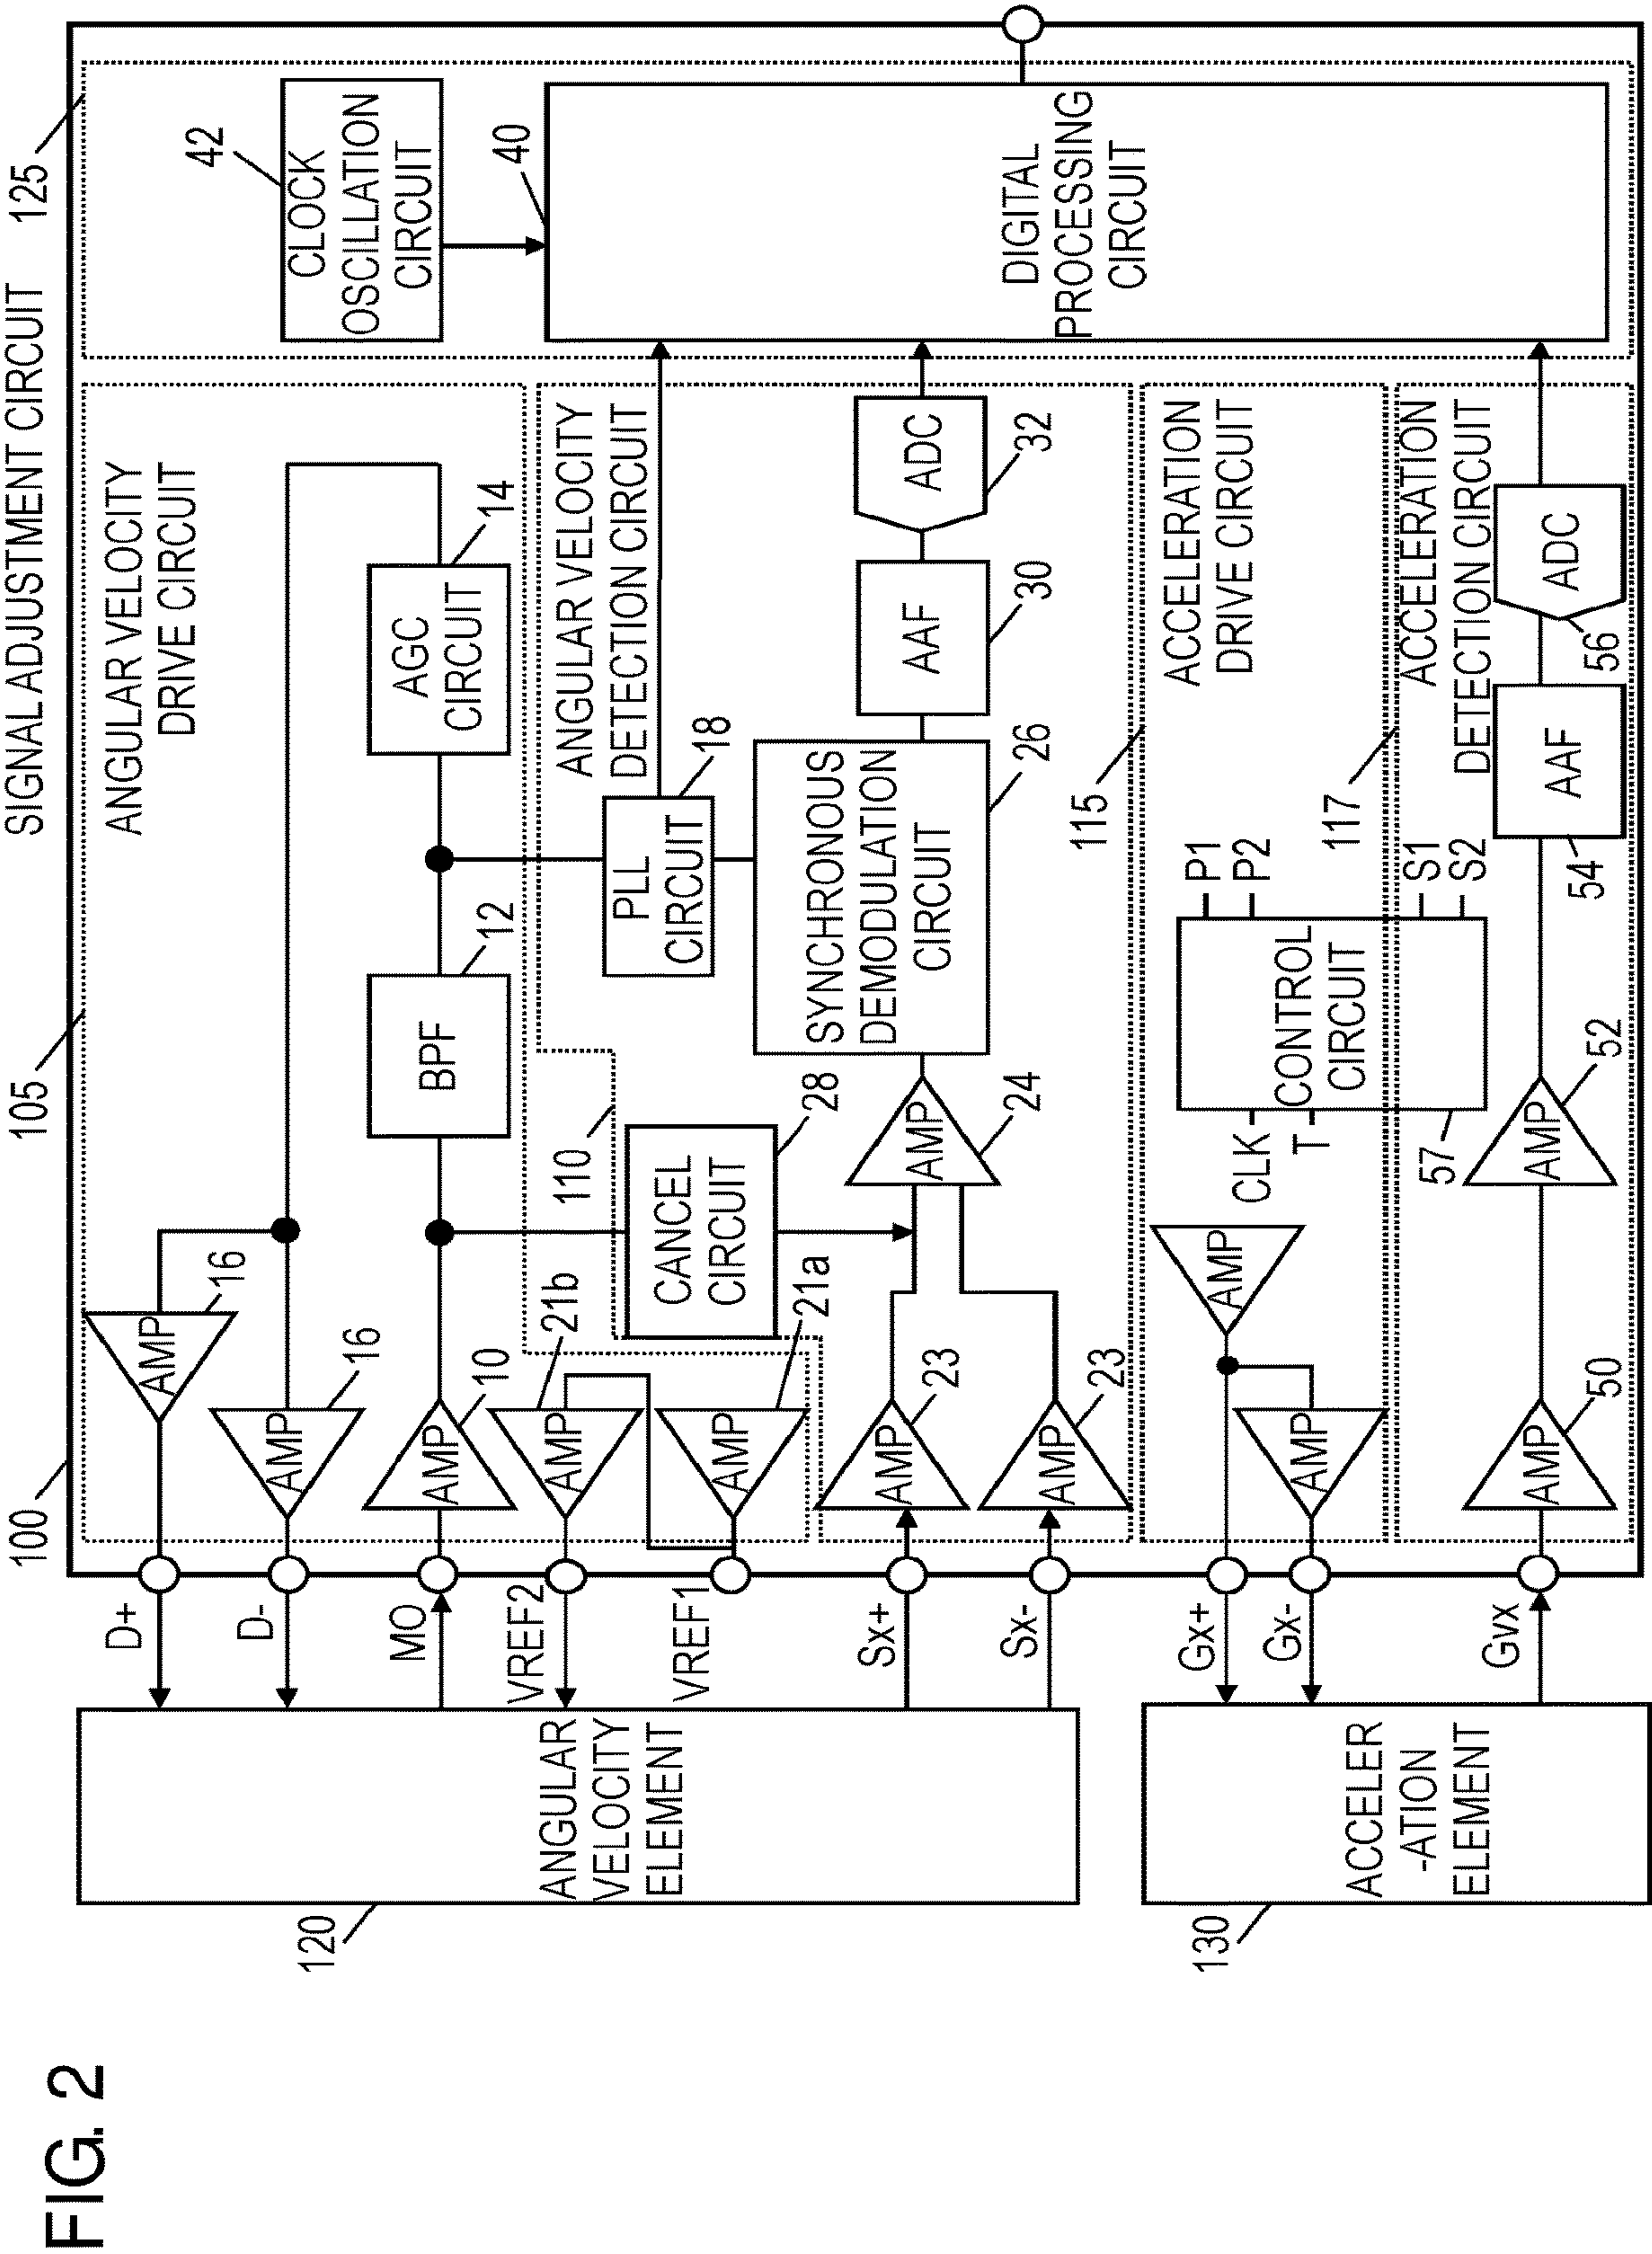 FIG. 2
SIGNAL ADJUSTMENT CIRCUIT
125
100
105
ANGULAR VELOCITY
DRIVE CIRCUIT
42
CLOCK
OSCILLATION
CIRCUIT
40
DIGITAL
PROCESSING
CIRCUIT
D+
AMP
16
D-
AMP
16
MO
AMP
10
BPF
12
AGC
CIRCUIT
14
VREF2
AMP
21b
VREF1
AMP
21a
110
CANCEL
CIRCUIT
28
ANGULAR VELOCITY
DETECTION CIRCUIT
PLL
CIRCUIT
18
Sx+
AMP
23
Sx-
AMP
23
AMP
24
SYNCHRONOUS
DEMODULATION
CIRCUIT
26
AAF
30
ADC
32
120
ANGULAR
VELOCITY
ELEMENT
115
ACCELERATION
DRIVE CIRCUIT
Gx+
AMP
Gx-
AMP
CLK
T
CONTROL
CIRCUIT
57
P1
P2
S1
S2
117
ACCELERATION
DETECTION CIRCUIT
Gvx
AMP
50
AMP
52
AAF
54
ADC
56
130
ACCELER
-ATION
ELEMENT